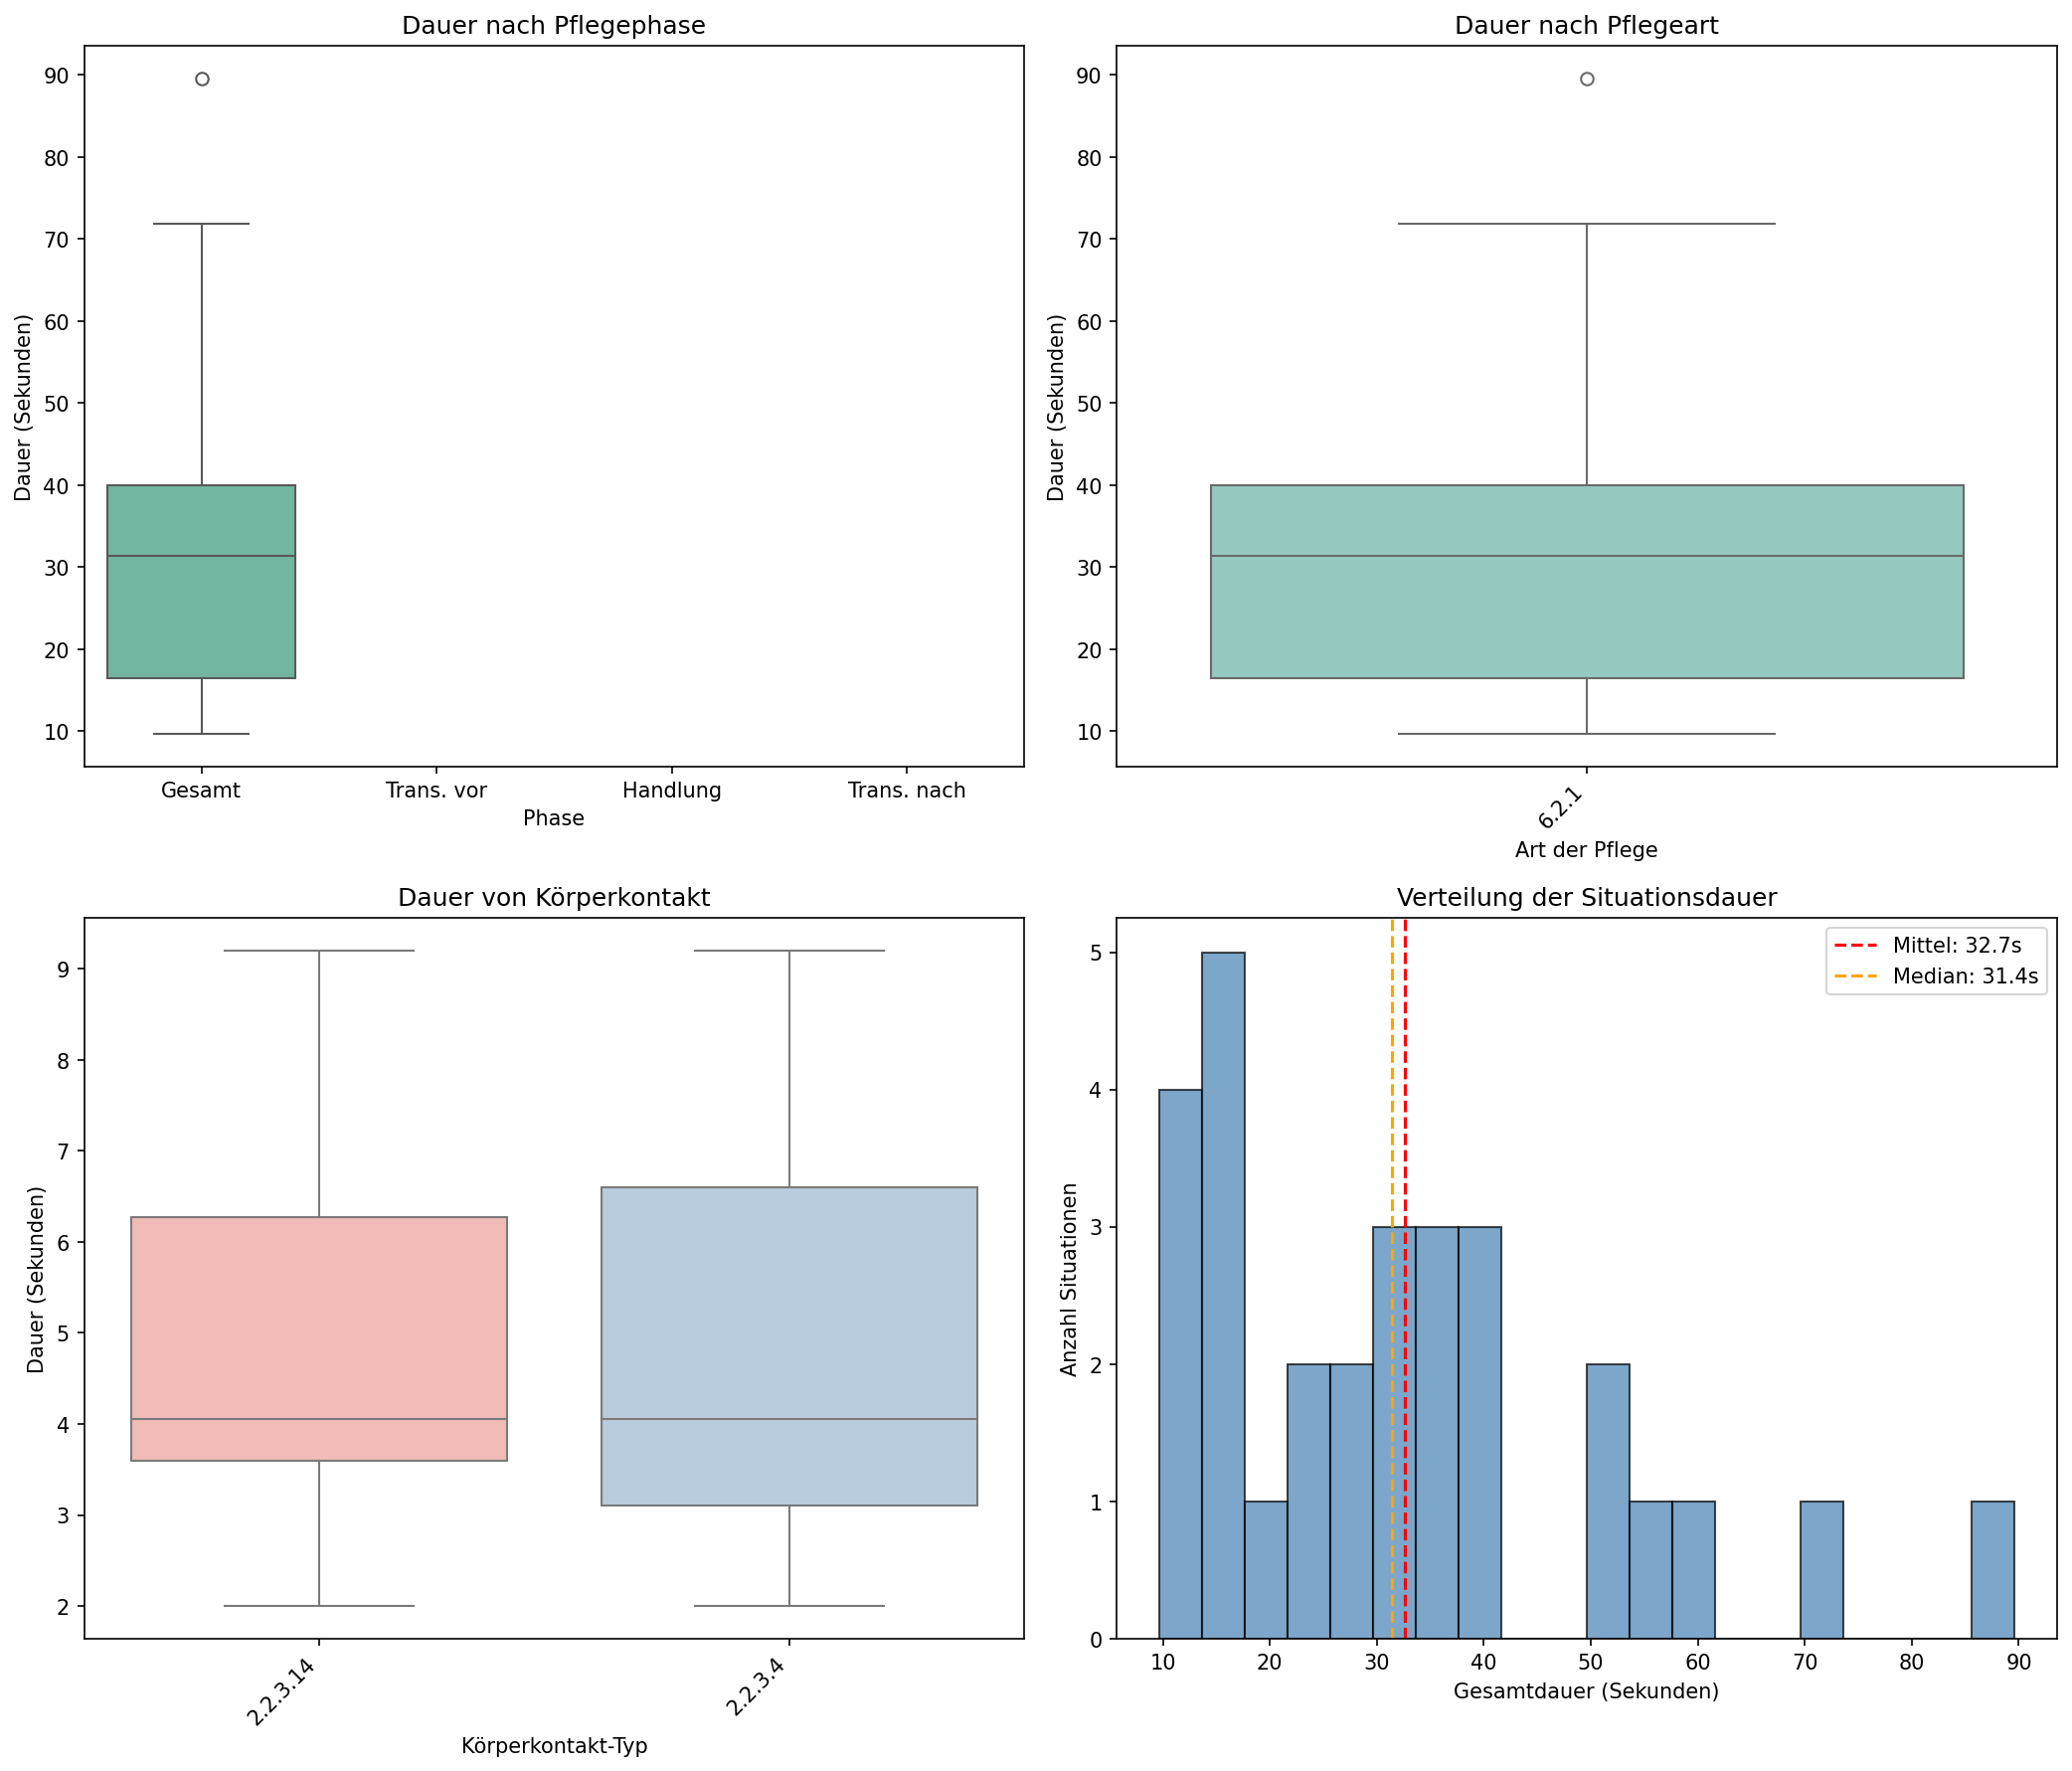 Dauer nach Pflegephase
Dauer (Sekunden)
90
80
70
60
50
40
30
20
10
Gesamt
Trans. vor
Handlung
Trans. nach
Phase
Dauer nach Pflegeart
Dauer (Sekunden)
90
80
70
60
50
40
30
20
10
6.2.1
Art der Pflege
Dauer von Körperkontakt
Dauer (Sekunden)
9
8
7
6
5
4
3
2
2.2.3.14
2.2.3.4
Körperkontakt-Typ
Verteilung der Situationsdauer
Mittel: 32.7s
Median: 31.4s
Anzahl Situationen
5
4
3
2
1
0
10
20
30
40
50
60
70
80
90
Gesamtdauer (Sekunden)